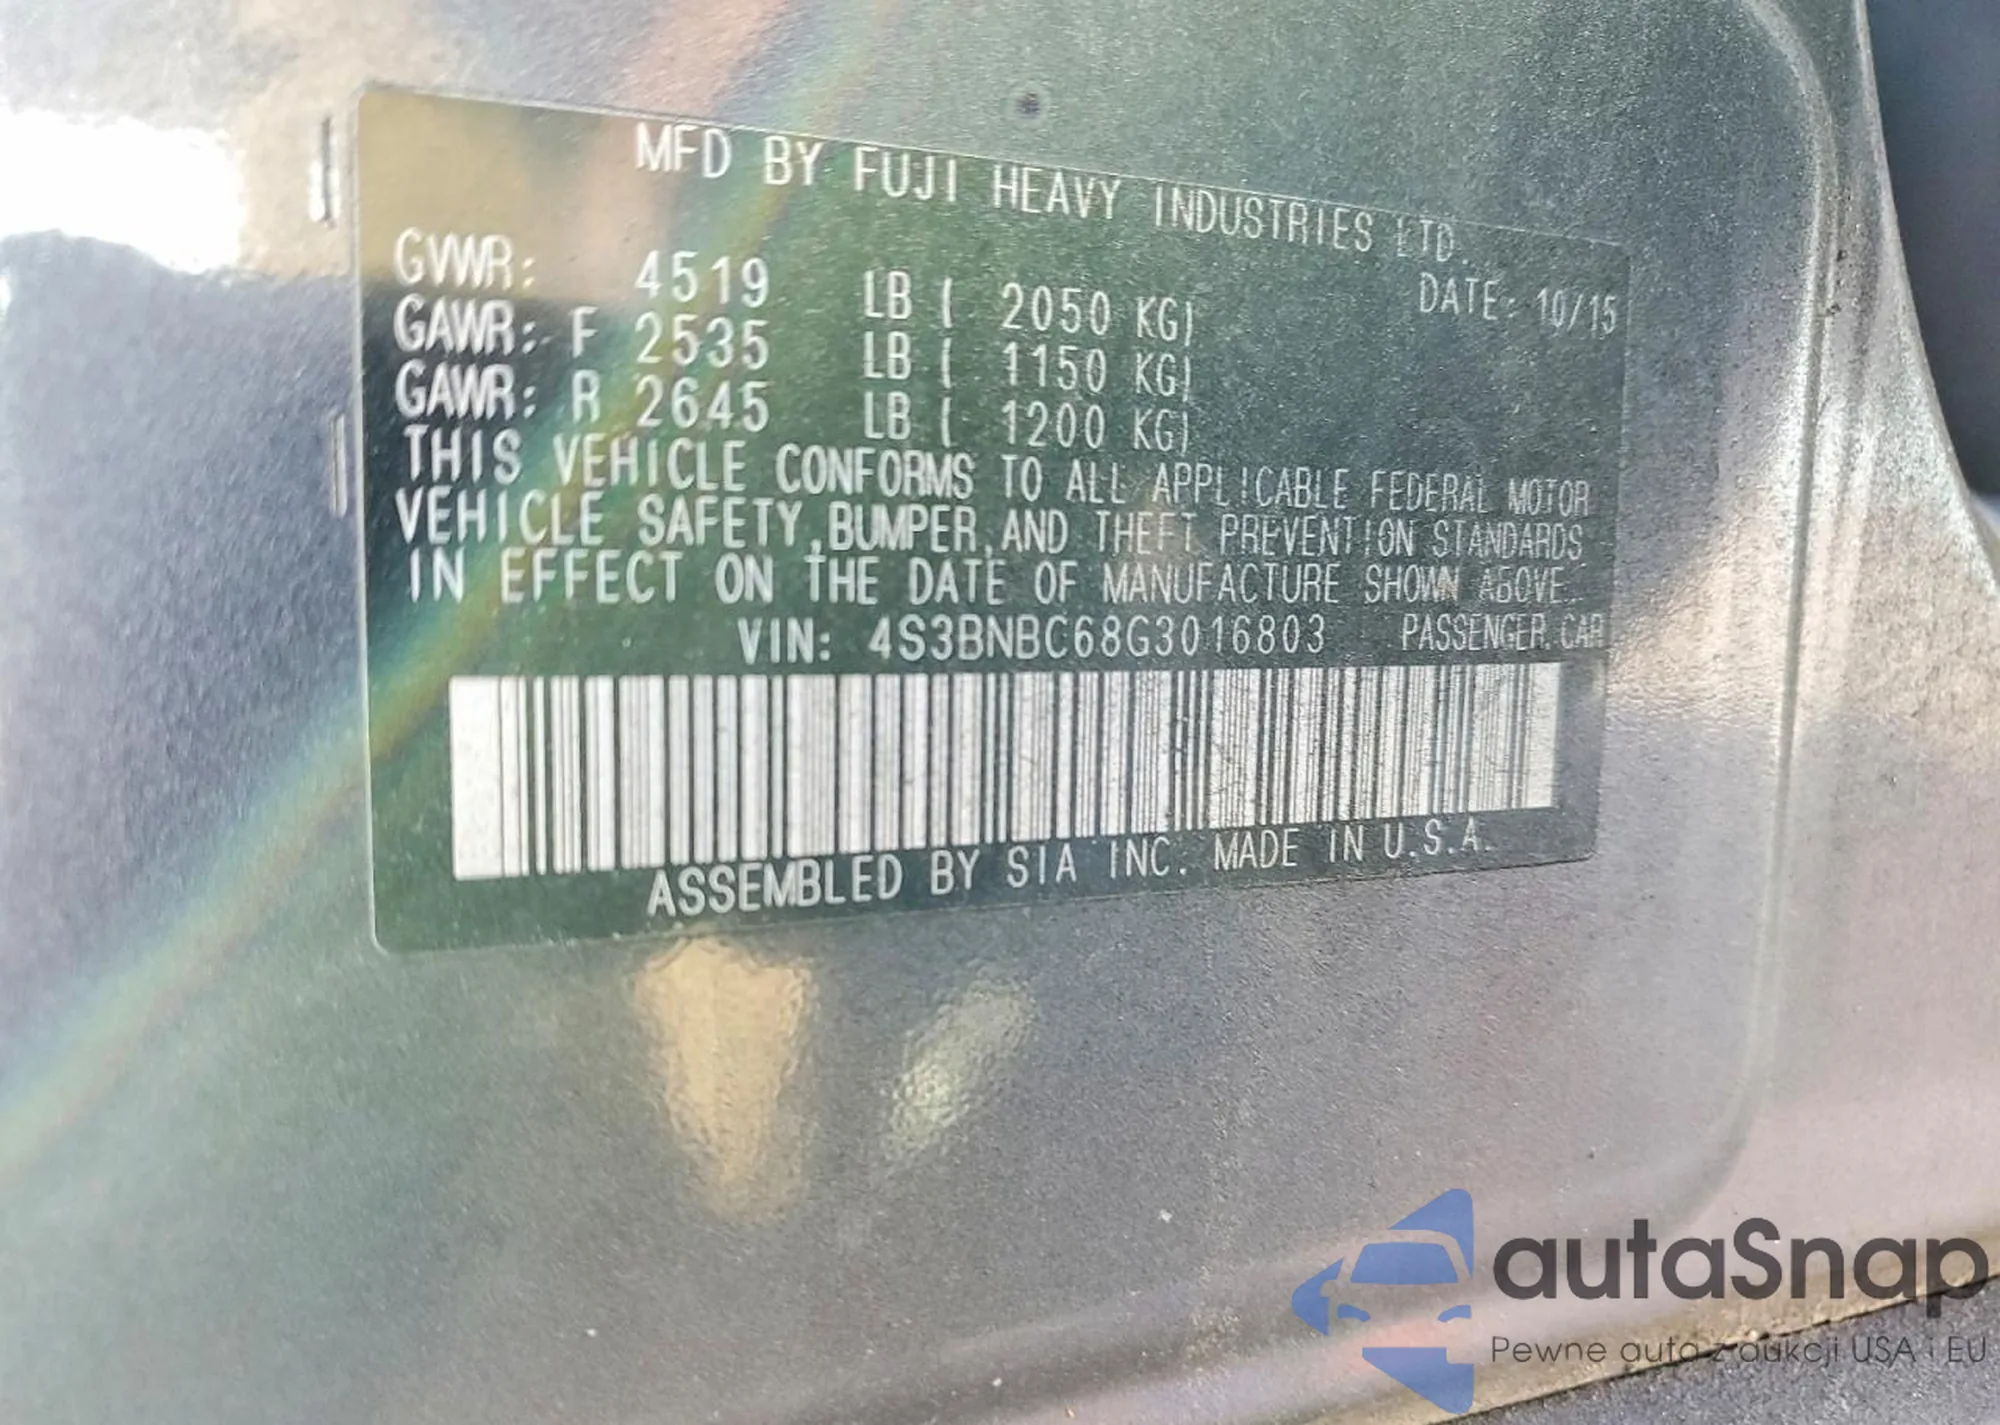 MFD BY FUJI HEAVY INDUSTRIES LTD.
DATE: 10/15
GVWR: 4519 LB ( 2050 KG)
GAWR: F 2535 LB ( 1150 KG)
GAWR: R 2645 LB ( 1200 KG)
THIS VEHICLE CONFORMS TO ALL APPLICABLE FEDERAL MOTOR
VEHICLE SAFETY, BUMPER, AND THEFT PREVENTION STANDARDS
IN EFFECT ON THE DATE OF MANUFACTURE SHOWN ABOVE.
VIN: 4S3BNBC68G3016803 PASSENGER CAR
ASSEMBLED BY SIA INC. MADE IN U.S.A.
autaSnap
Pewne auta z aukcji USA i EU